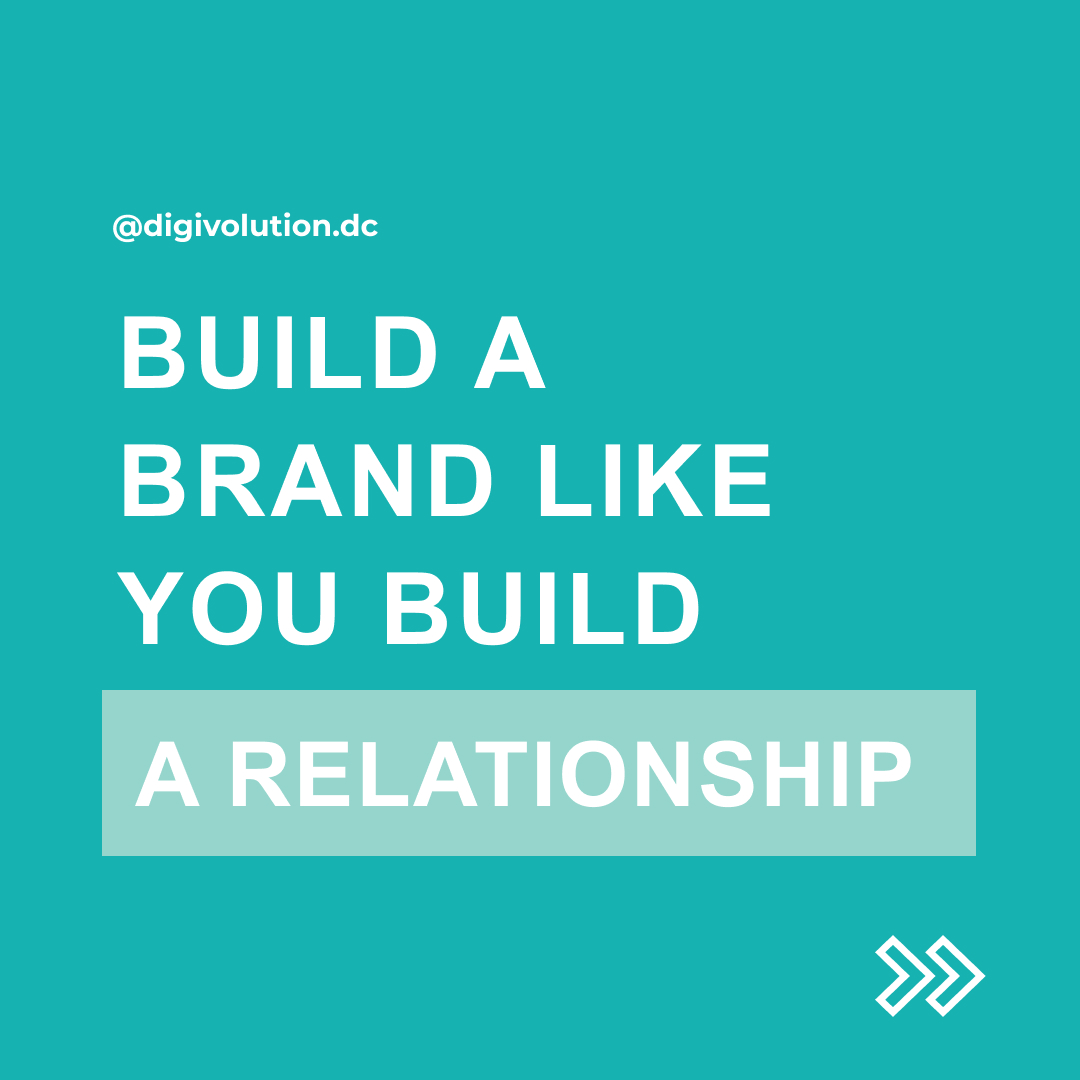 @digivolution.dc
BUILD A
BRAND LIKE
YOU BUILD
A RELATIONSHIP